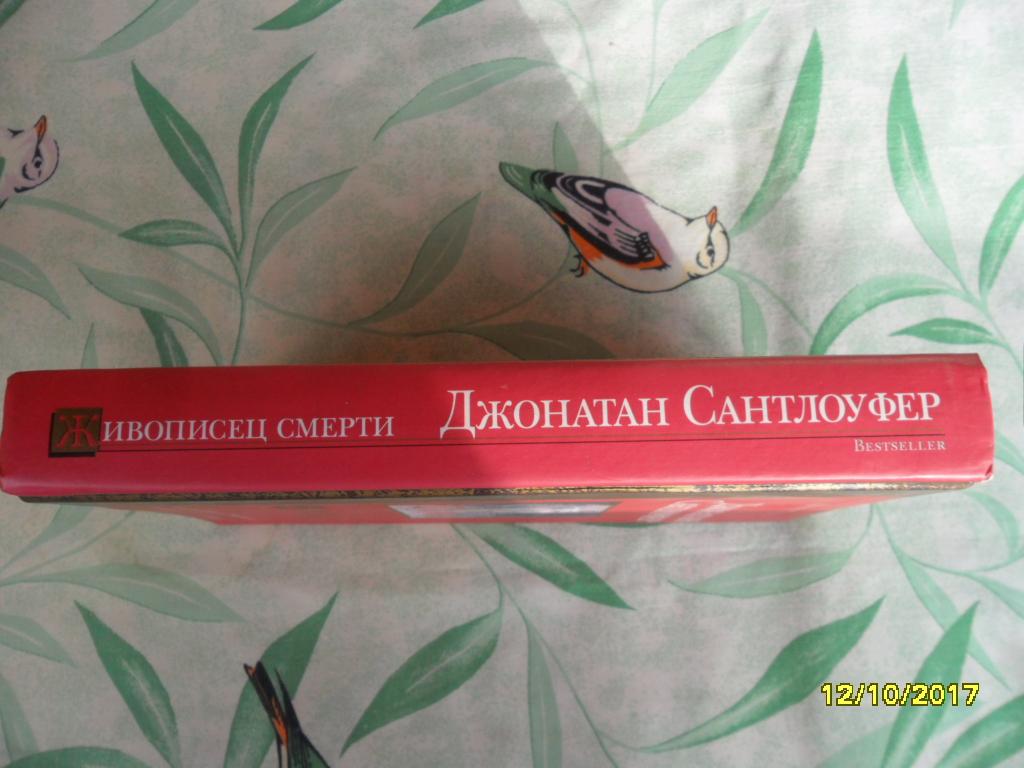 Живописец смерти Джонатан Сантлоуфер
Bestseller
12/10/2017